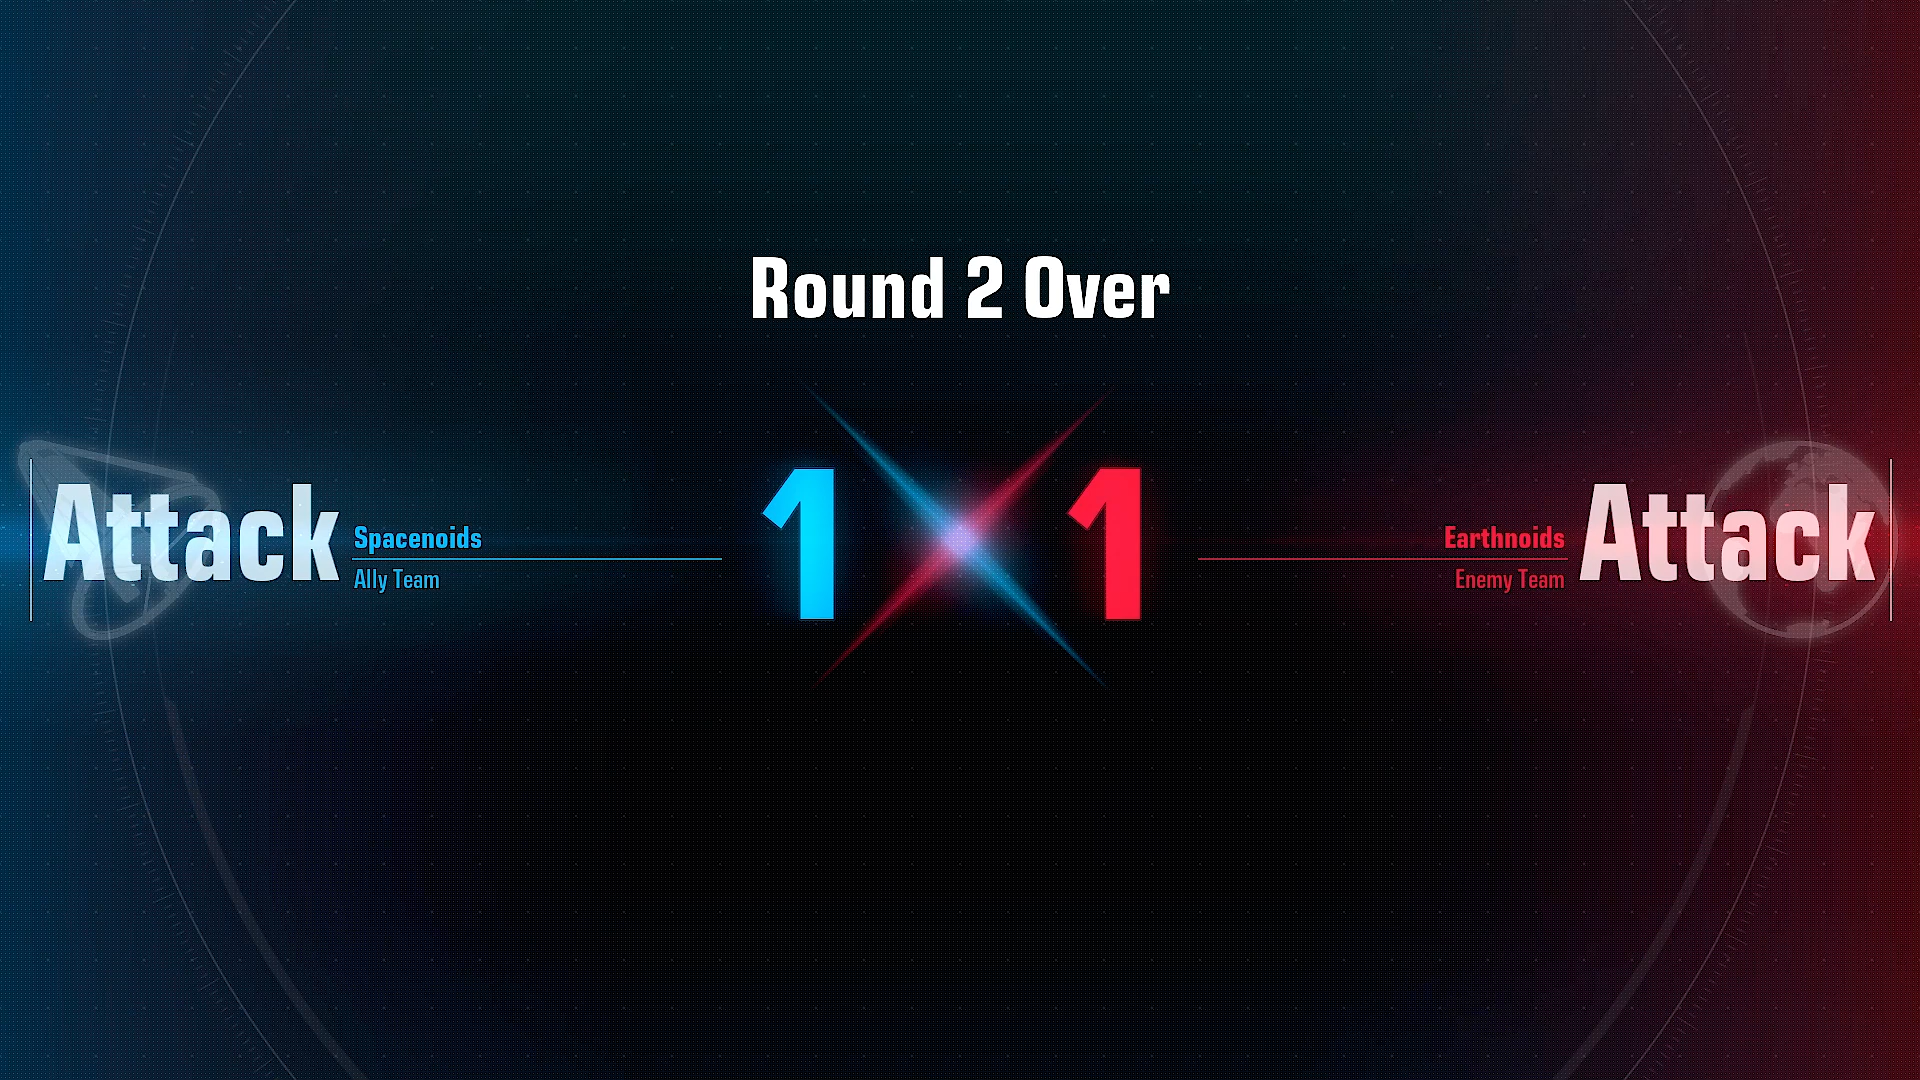 Round 2 Over
Attack
Spacenoids
Ally Team
1
1
Earthnoids
Enemy Team
Attack